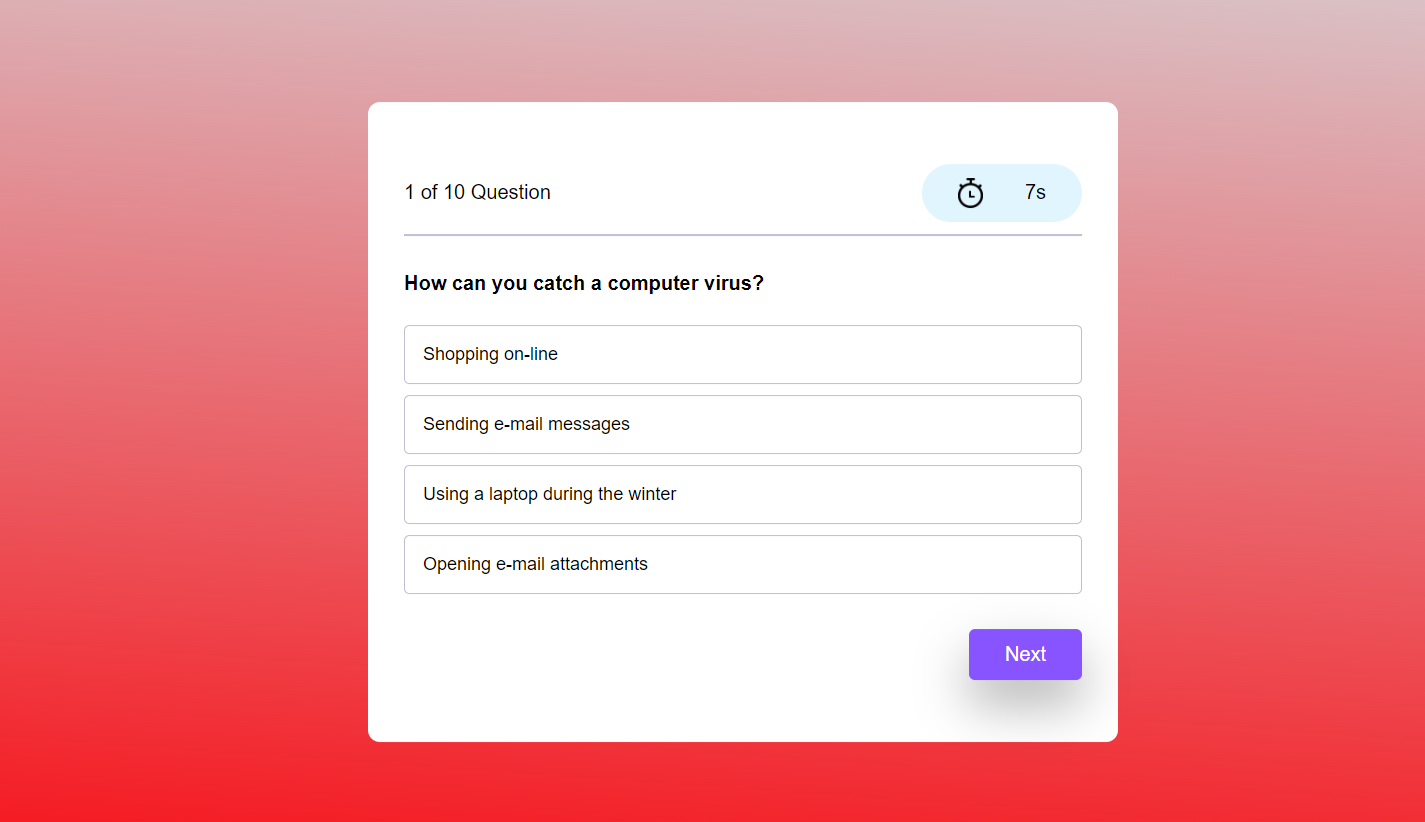 1 of 10 Question
7s
How can you catch a computer virus?
Shopping on-line
Sending e-mail messages
Using a laptop during the winter
Opening e-mail attachments
Next